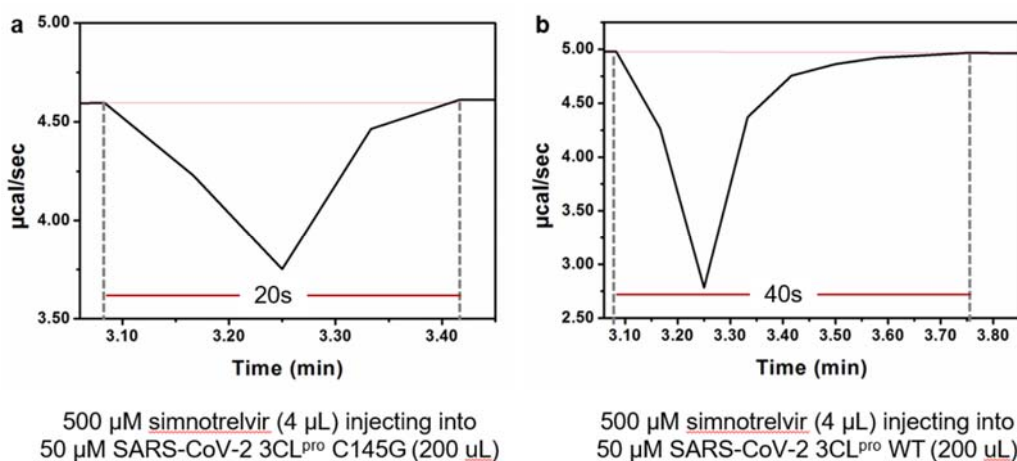 a
5.00
4.50
4.00
3.50
µcal/sec
20s
3.10
3.20
3.30
3.40
Time (min)
500 µM simnotrelvir (4 µL) injecting into
50 µM SARS-CoV-2 3CLpro C145G (200 uL)
b
5.00
4.50
4.00
3.50
3.00
2.50
µcal/sec
40s
3.10
3.20
3.30
3.40
3.50
3.60
3.70
3.80
Time (min)
500 µM simnotrelvir (4 µL) injecting into
50 µM SARS-CoV-2 3CLpro WT (200 uL)